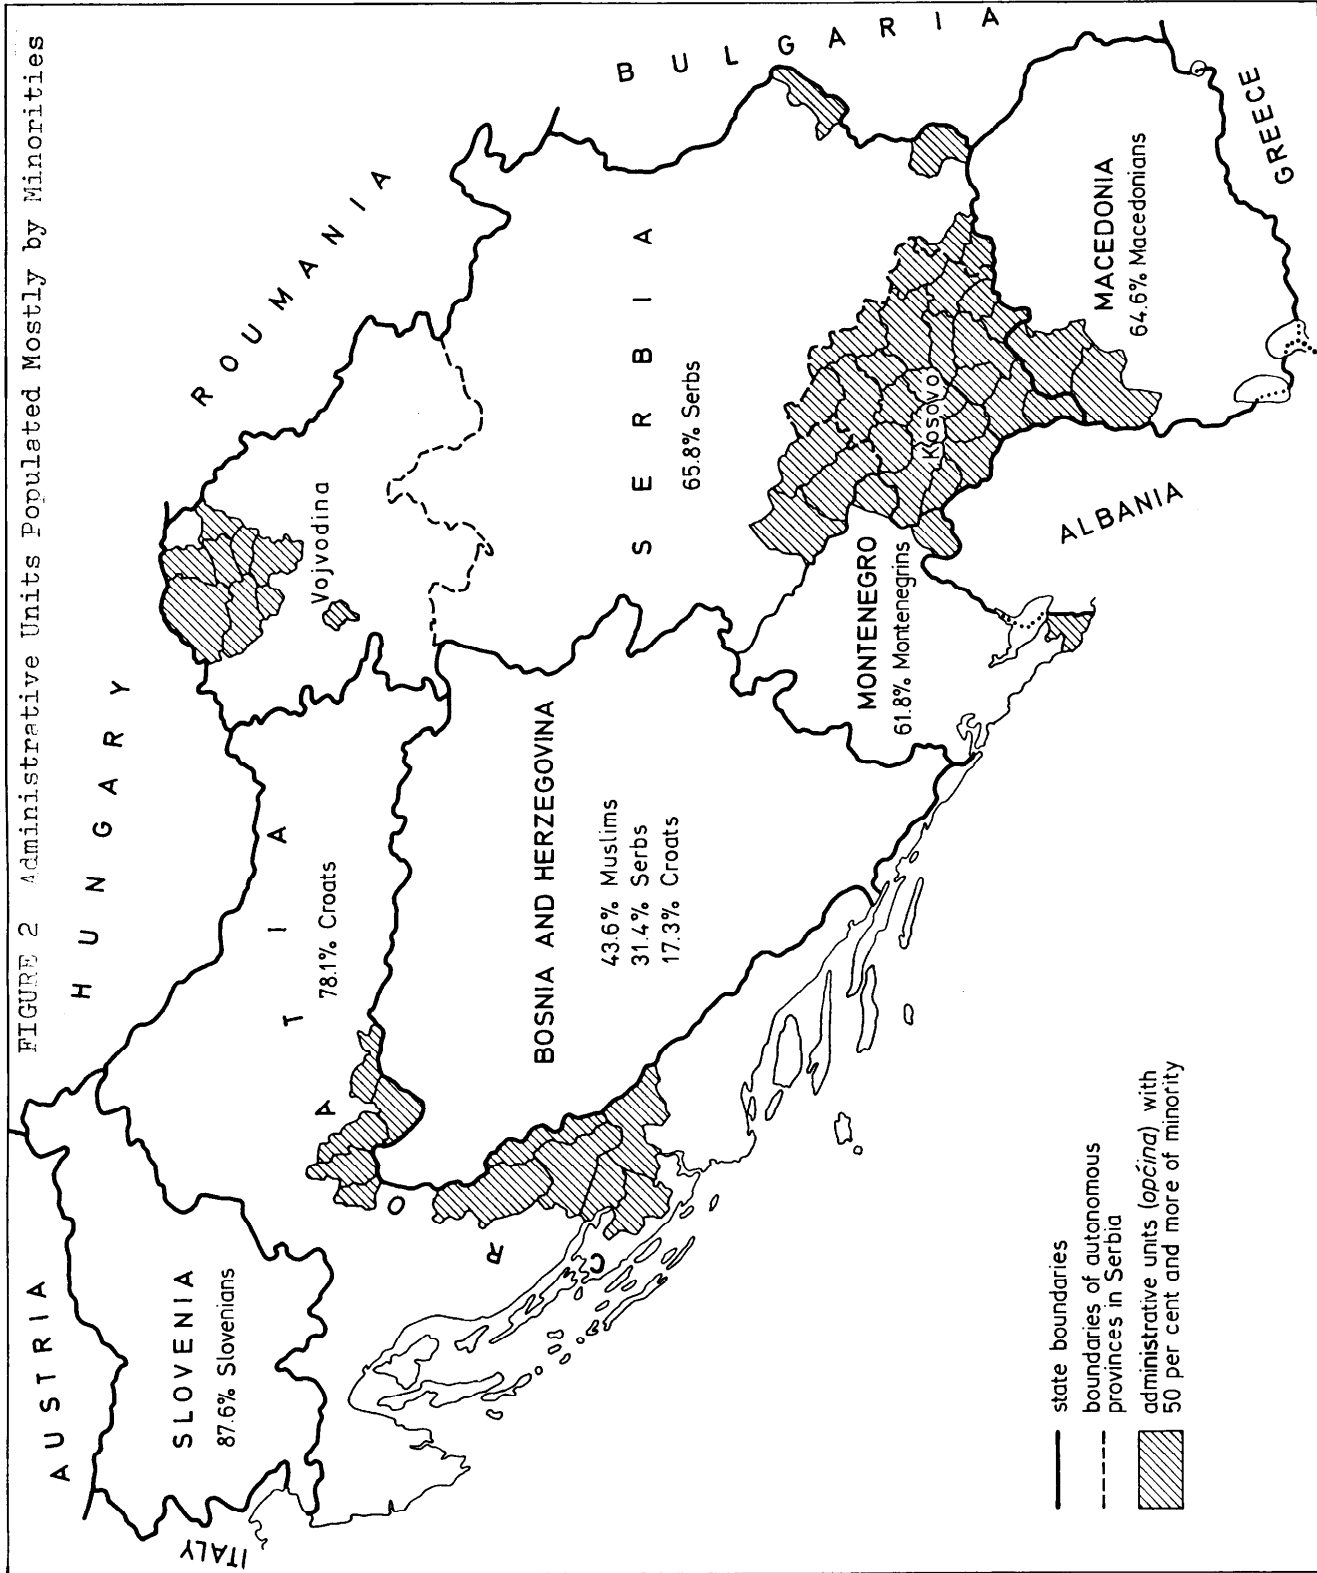 FIGURE 2 Administrative Units Populated Mostly by Minorities
AUSTRIA
HUNGARY
ROUMANIA
BULGARIA
ITALY
SLOVENIA
87.6% Slovenians
CROATIA
78.1% Croats
Vojvodina
BOSNIA AND HERZEGOVINA
43.6% Muslims
31.4% Serbs
17.3% Croats
SERBIA
65.8% Serbs
MONTENEGRO
61.8% Montenegrins
Kosovo
ALBANIA
MACEDONIA
64.6% Macedonians
GREECE
state boundaries
boundaries of autonomous
provinces in Serbia
administrative units (općina) with
50 per cent and more of minority